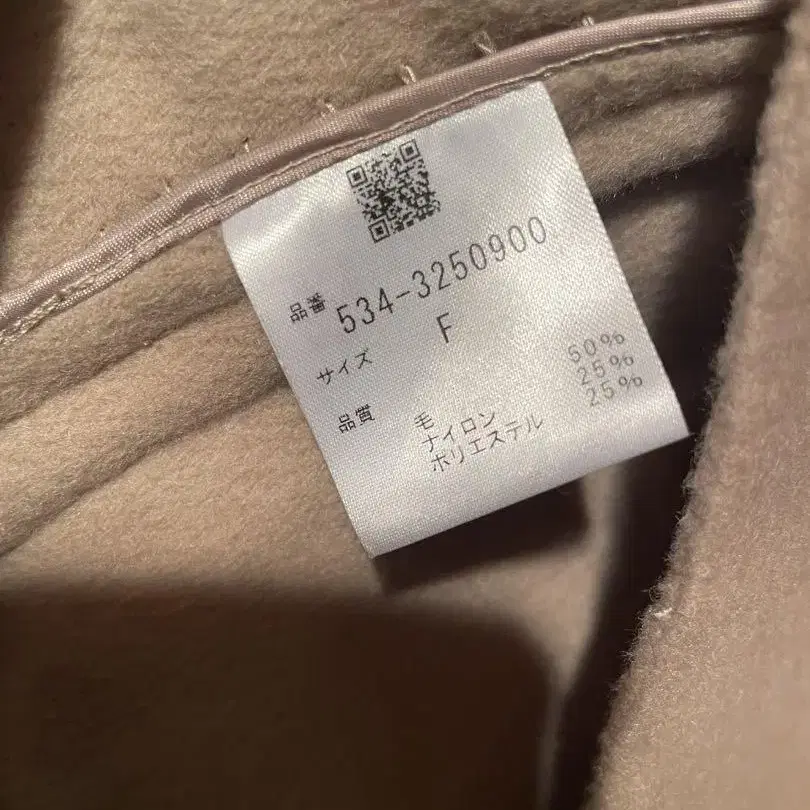 品番 534-3250900
サイズ F
品質 毛 50%
ナイロン 25%
ポリエステル 25%